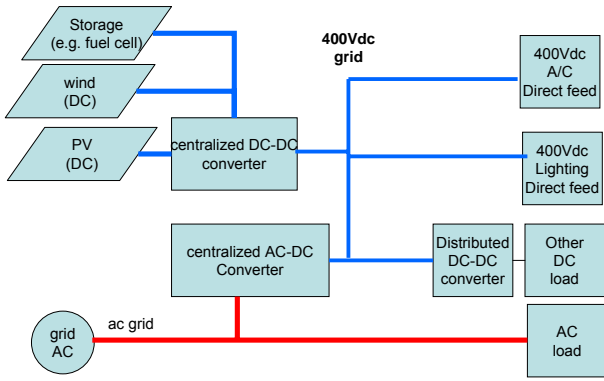 Storage
(e.g. fuel cell)
wind
(DC)
PV
(DC)
centralized DC-DC
converter
400Vdc
grid
400Vdc
A/C
Direct feed
400Vdc
Lighting
Direct feed
centralized AC-DC
Converter
Distributed
DC-DC
converter
Other
DC
load
ac grid
grid
AC
AC
load